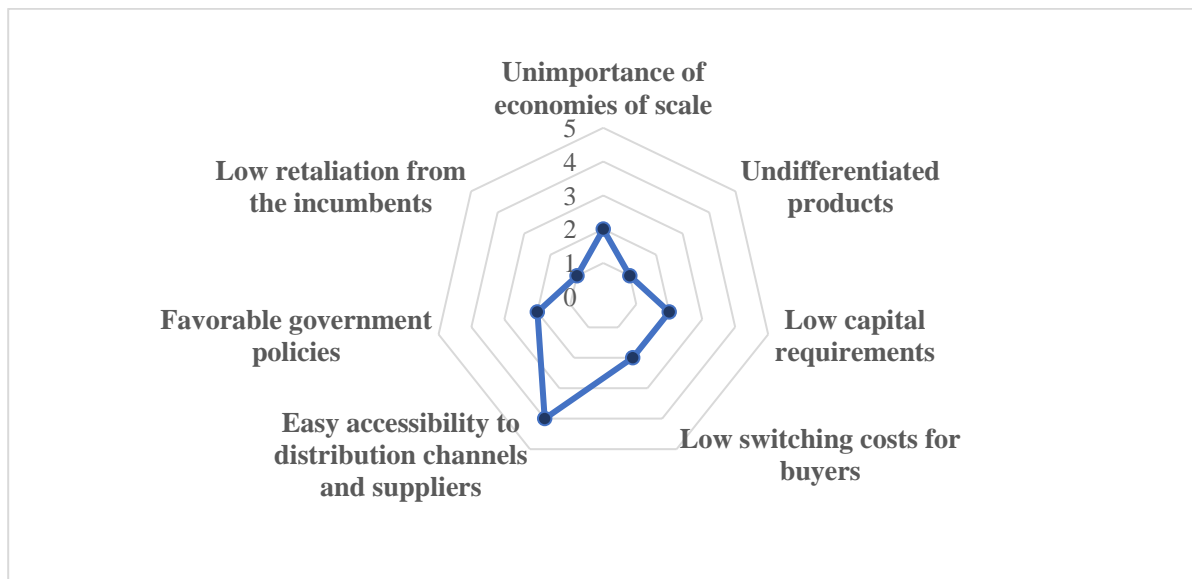 Unimportance of
economies of scale
5
4
3
2
1
0
Undifferentiated
products
Low capital
requirements
Low switching costs for
buyers
Easy accessibility to
distribution channels
and suppliers
Favorable government
policies
Low retaliation from
the incumbents